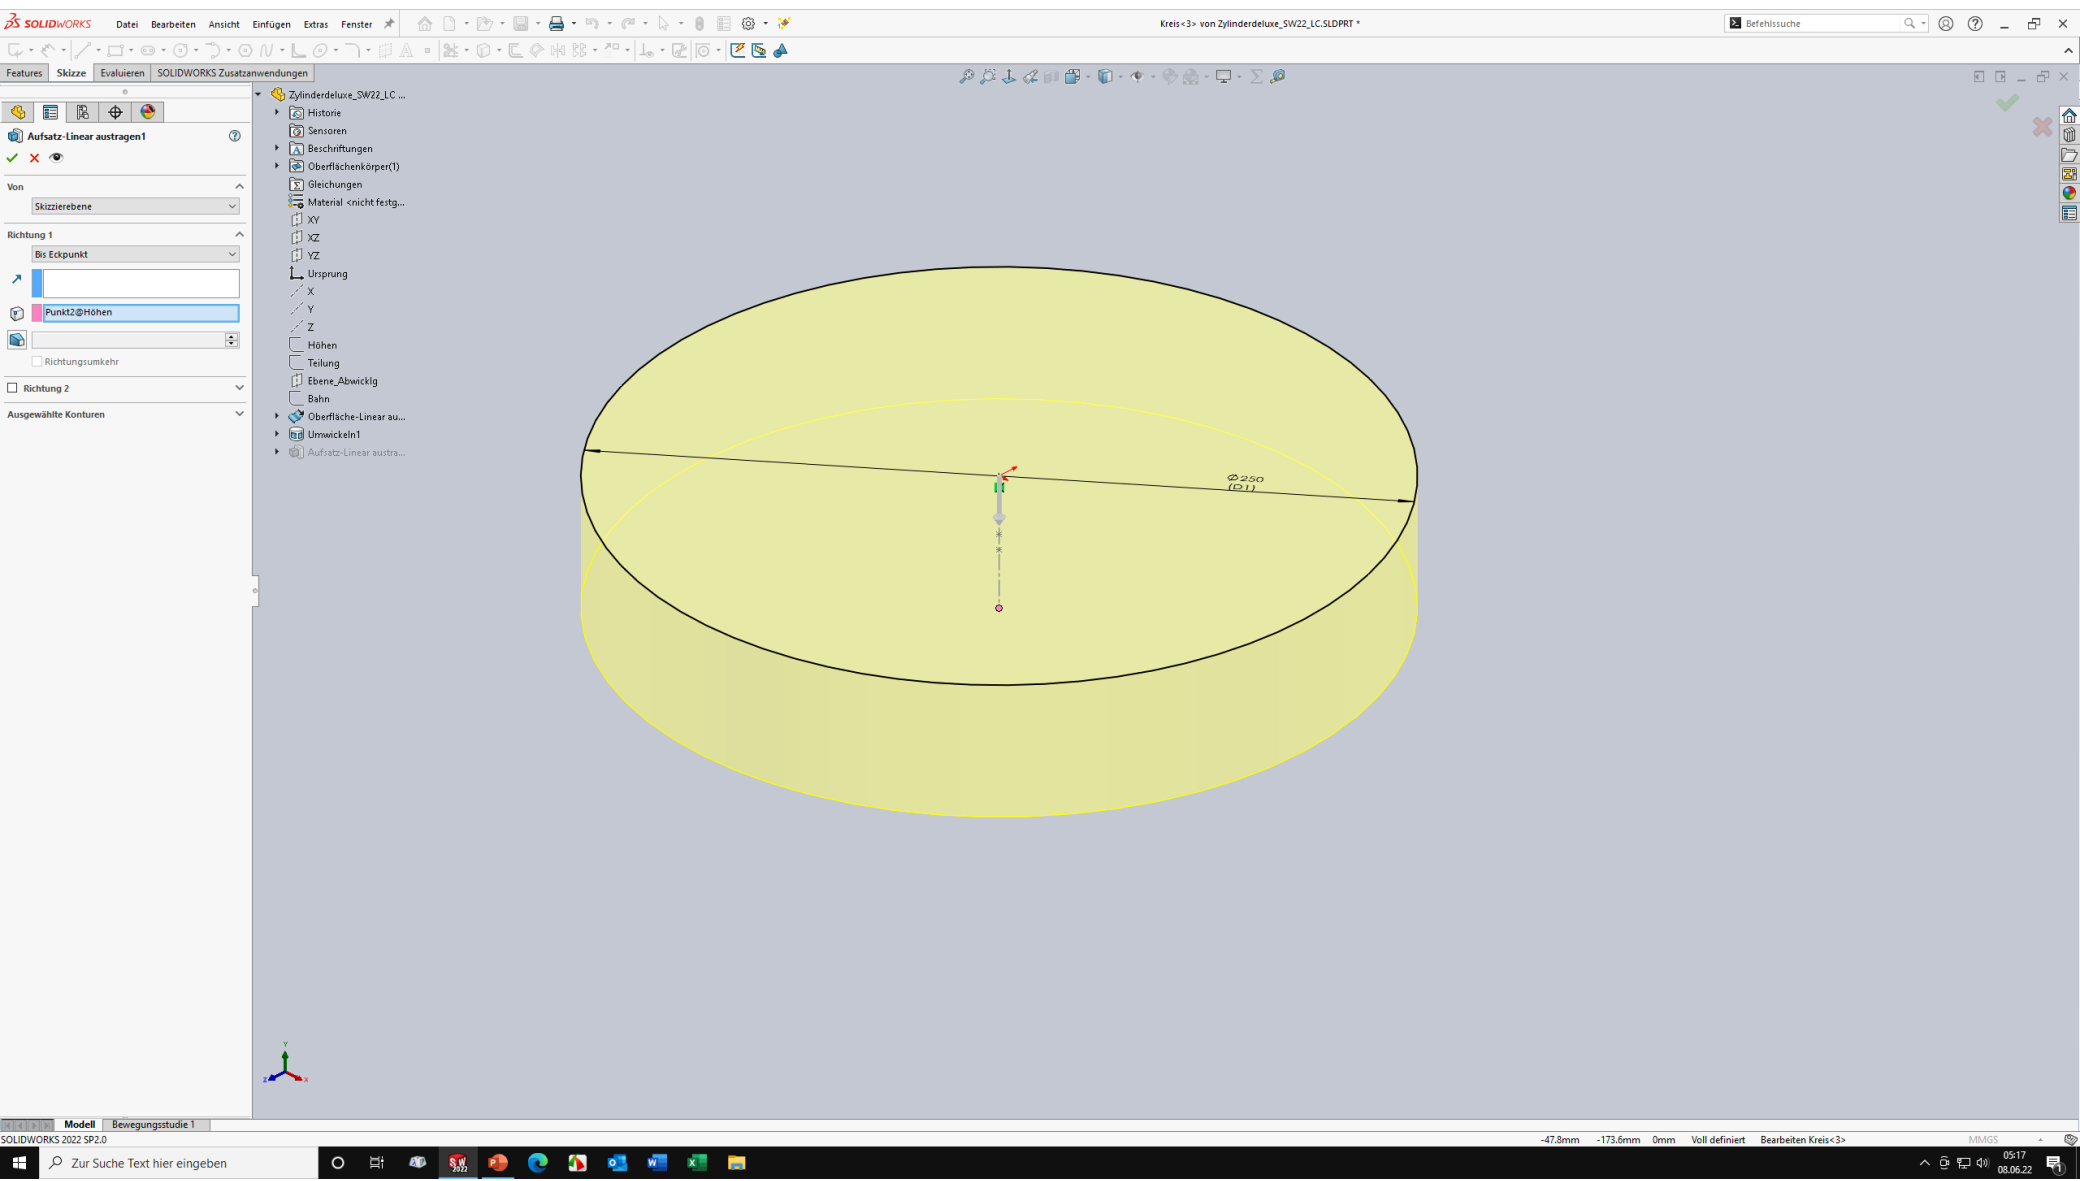 SOLIDWORKS
Datei Bearbeiten Ansicht Einfügen Extras Fenster
Kreis<3> von Zylinderdeluxe_SW22_LC.SLDPRT *
Befehlssuche
Features Skizze Evaluieren SOLIDWORKS Zusatzanwendungen
Aufsatz-Linear austragen1
Von
Skizzierebene
Richtung 1
Bis Eckpunkt
Punkt2@Höhen
Richtungsumkehr
Richtung 2
Ausgewählte Konturen
Zylinderdeluxe_SW22_LC ...
Historie
Sensoren
Beschriftungen
Oberflächenkörper(1)
Gleichungen
Material <nicht festg...
XY
XZ
YZ
Ursprung
X
Y
Z
Höhen
Teilung
Ebene_Abwicklg
Bahn
Oberfläche-Linear au...
Umwickeln1
Aufsatz-Linear austra...
Ø250
(D1)
Y
Z
X
Modell Bewegungsstudie 1
SOLIDWORKS 2022 SP2.0
-47.8mm -173.6mm 0mm Voll definiert Bearbeiten Kreis<3> MMGS
Zur Suche Text hier eingeben
05:17
08.06.22